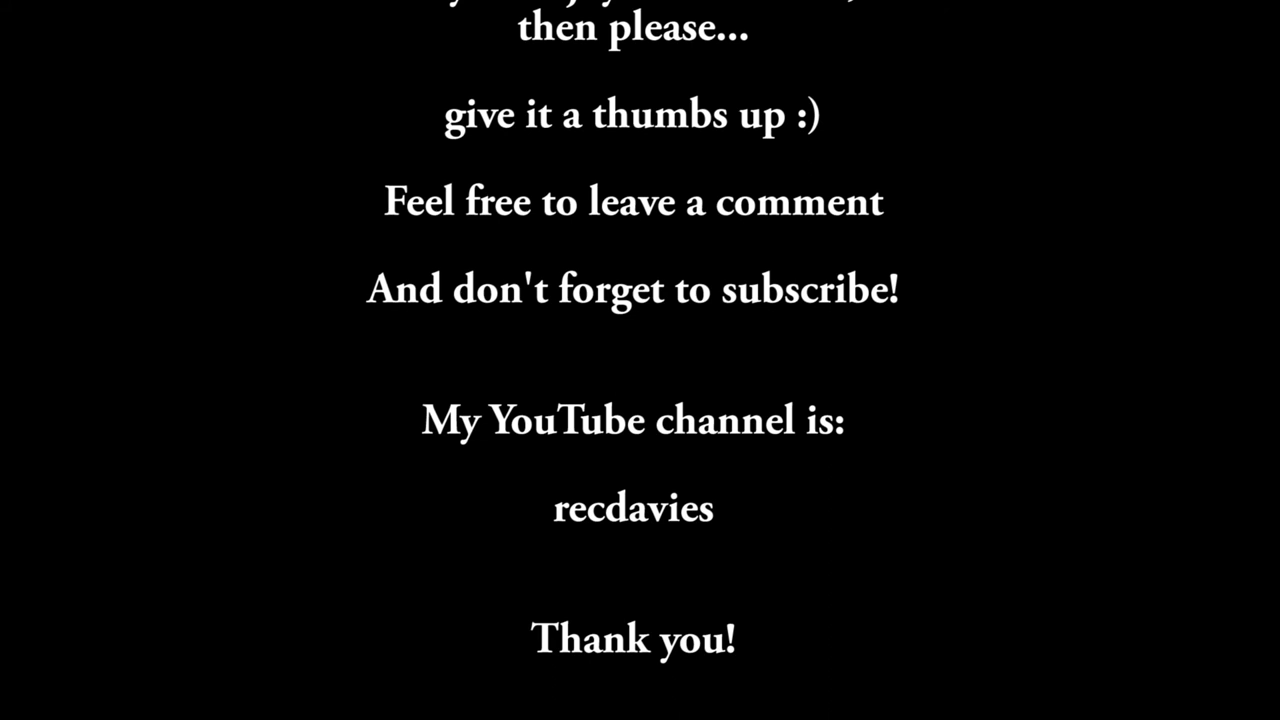 then please...
give it a thumbs up :)
Feel free to leave a comment
And don't forget to subscribe!
My YouTube channel is:
recdavies
Thank you!